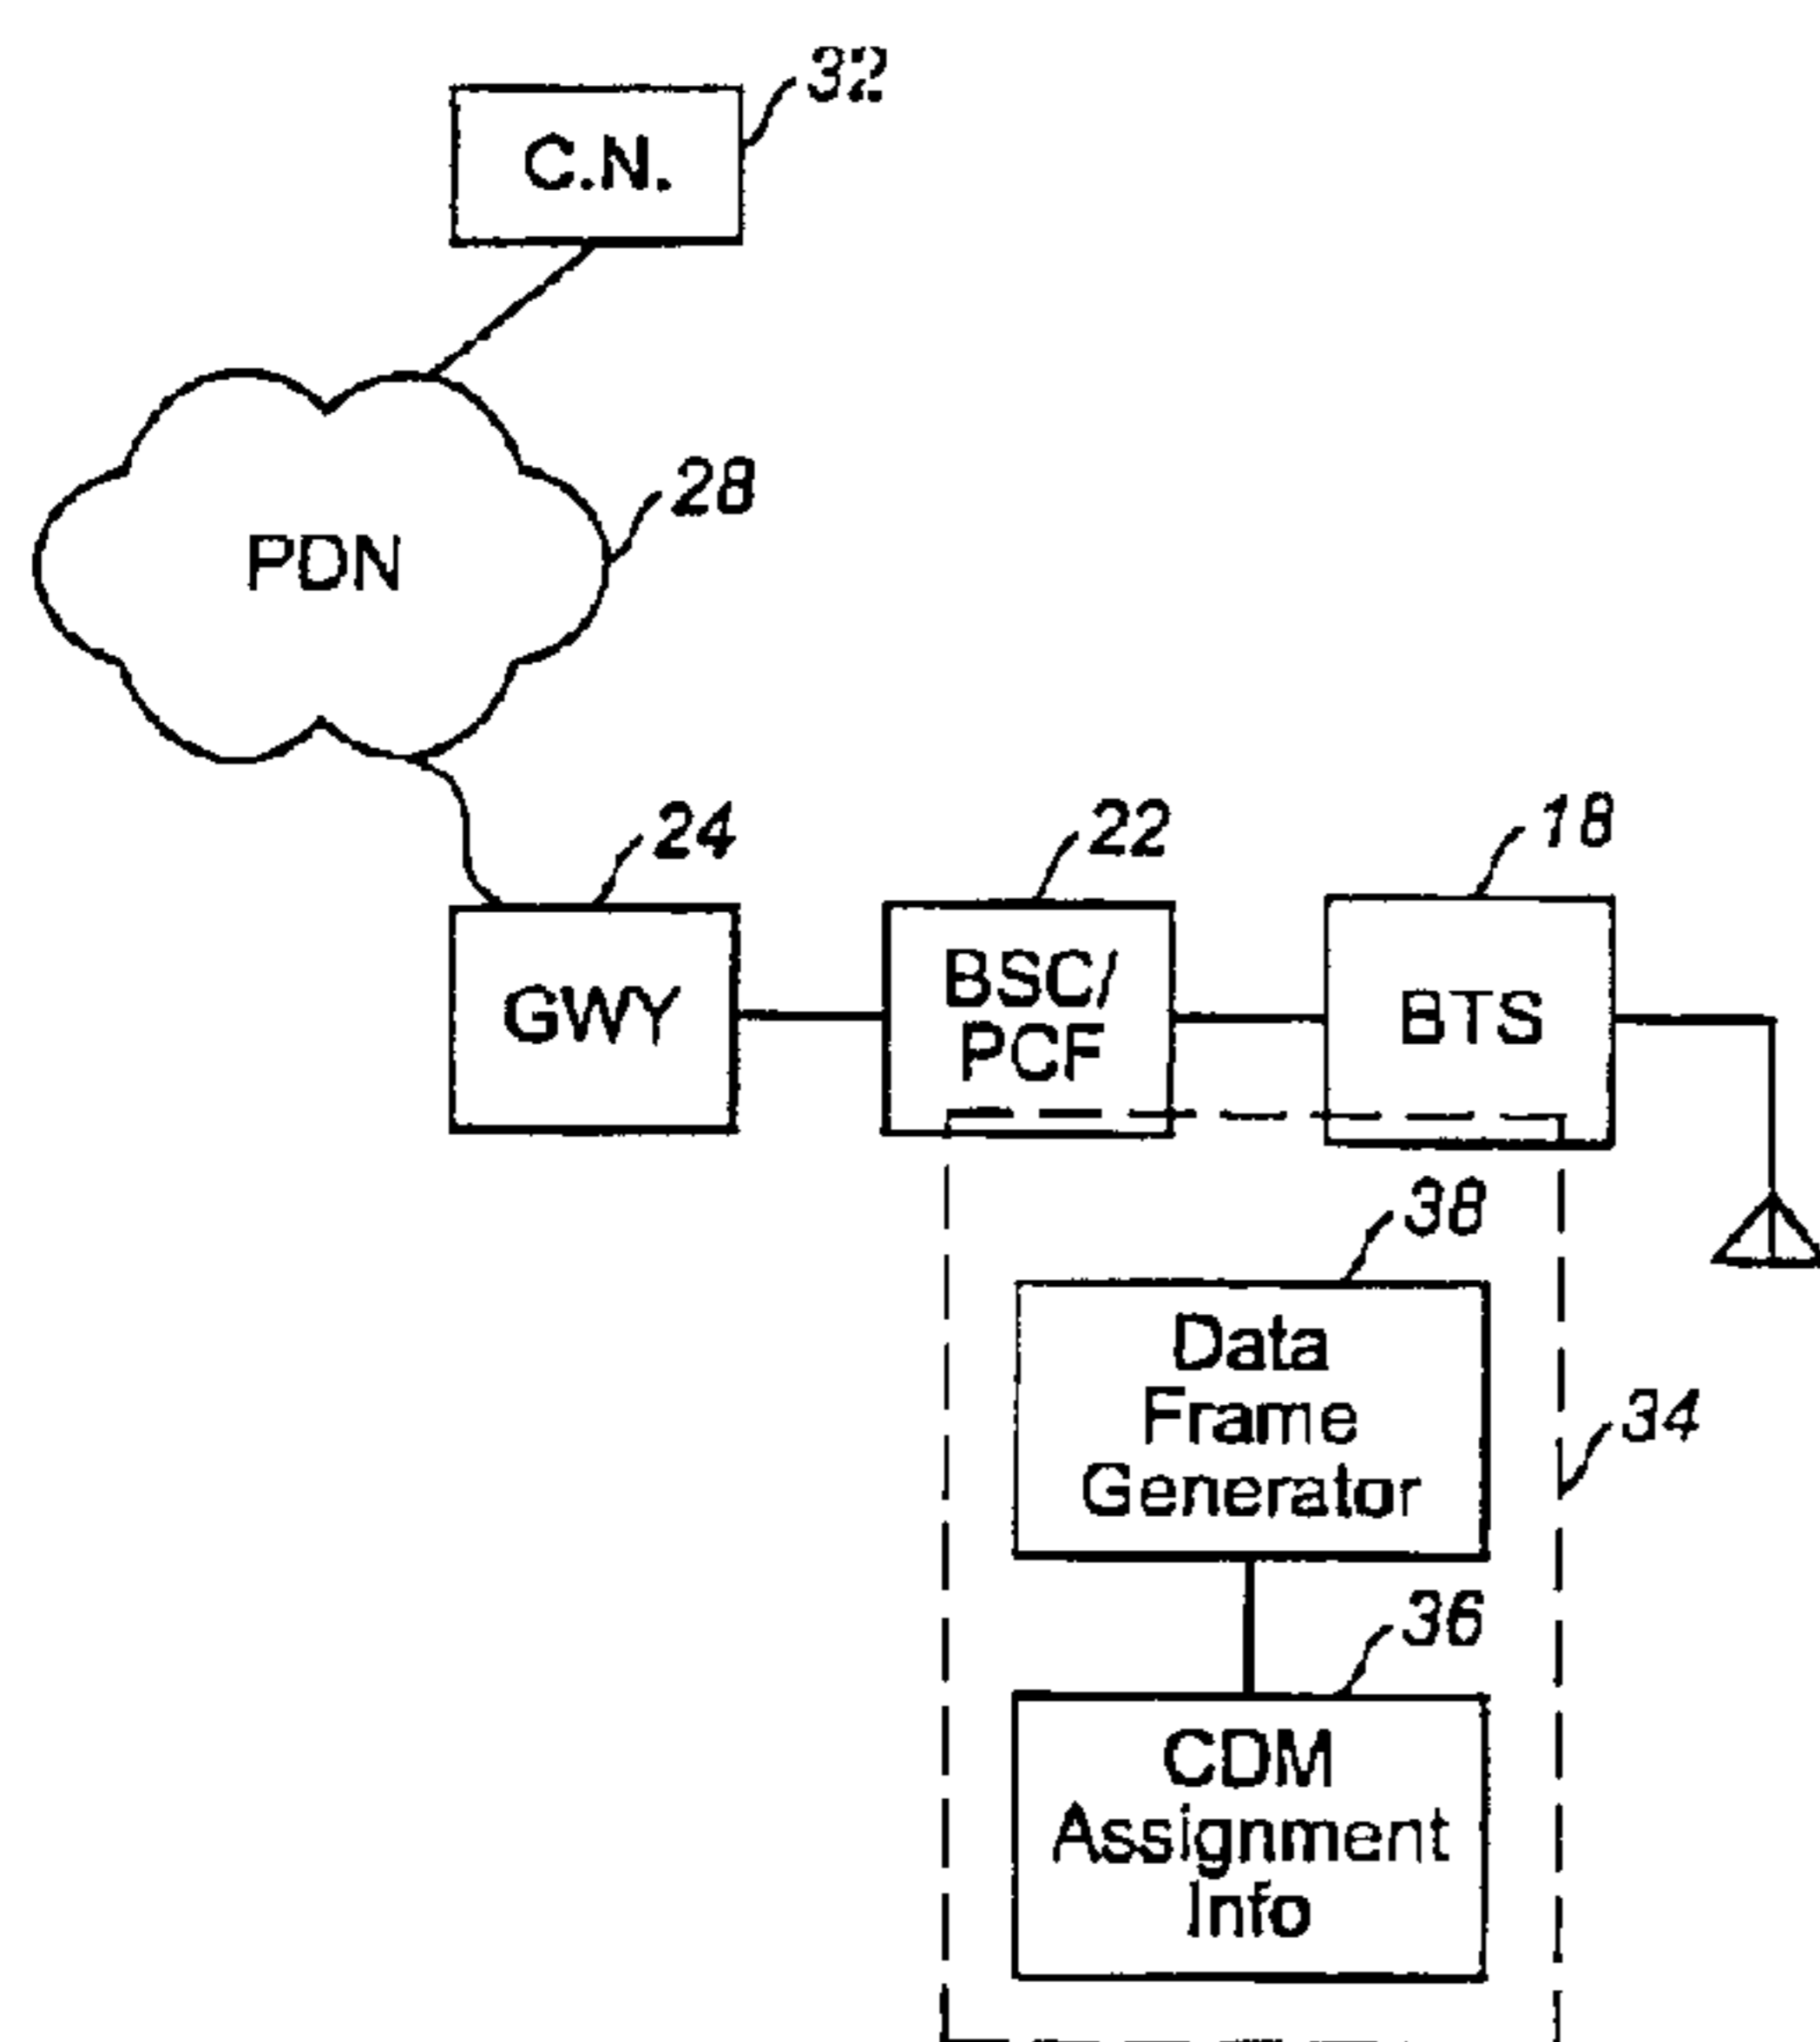 32
C.N.
28
PDN
24
22
18
GWY
BSC/
PCF
BTS
38
Data
Frame
Generator
34
36
CDM
Assignment
Info